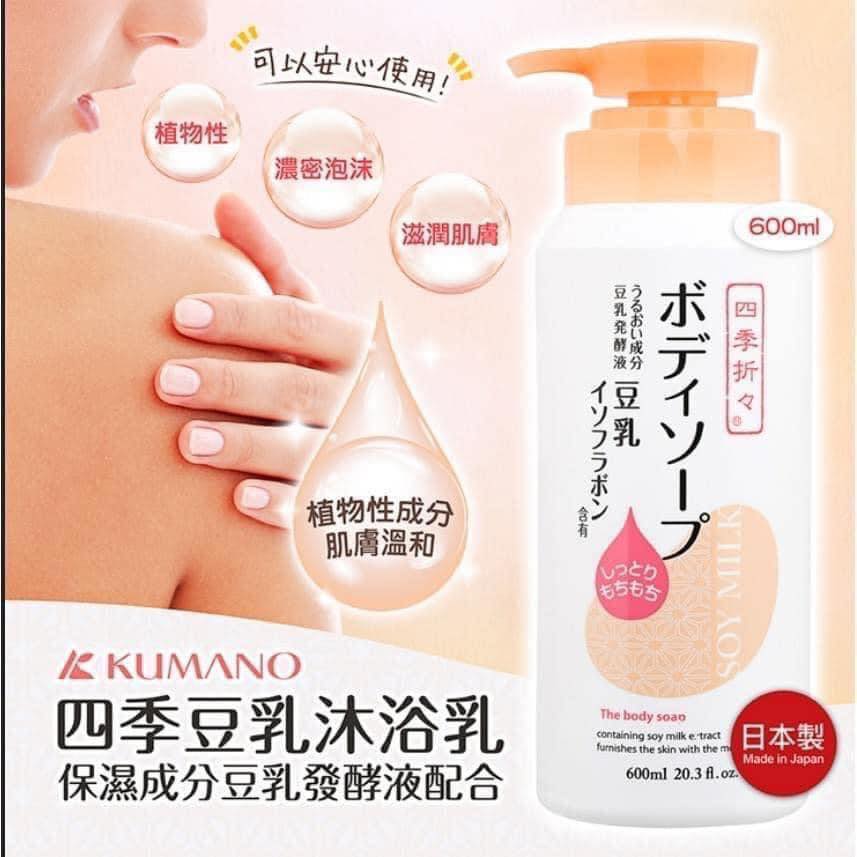 可以安心使用!
植物性
濃密泡沫
滋潤肌膚
植物性成分
肌膚溫和
600ml
四季折々®
ボディソープ
うるおい成分
豆乳発酵液
豆乳
イソフラボン
含有
しっとり
もちもち
SOY MILK
The body soap
containing soy milk extract
furnishes the skin with the
600ml 20.3 fl.oz.
日本製
Made in Japan
KUMANO
四季豆乳沐浴乳
保濕成分豆乳發酵液配合